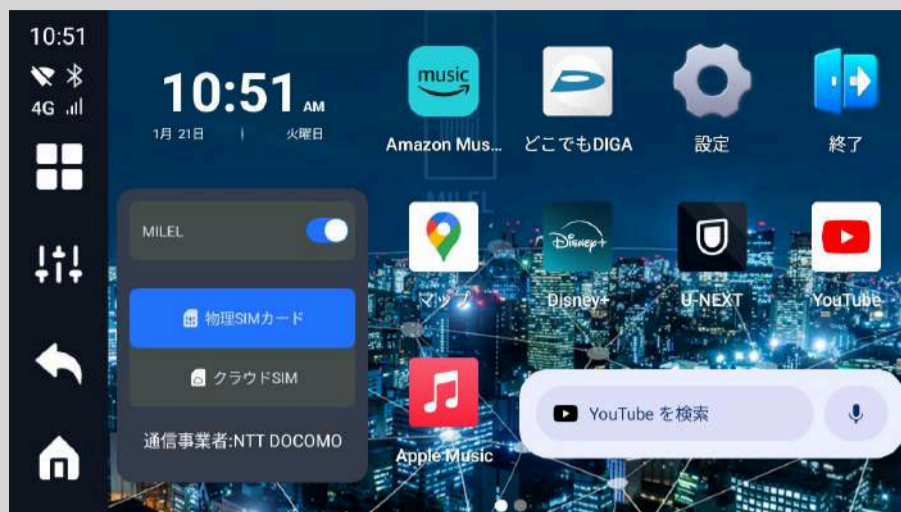 10:51
4G
10:51 AM
1月 21日 | 火曜日
MILEL
物理SIMカード
クラウドSIM
通信事業者:NTT DOCOMO
music
Amazon Mus...
どこでもDIGA
設定
終了
MILEL
マップ
Disney+
Disney+
U-NEXT
YouTube
Apple Music
YouTube を検索